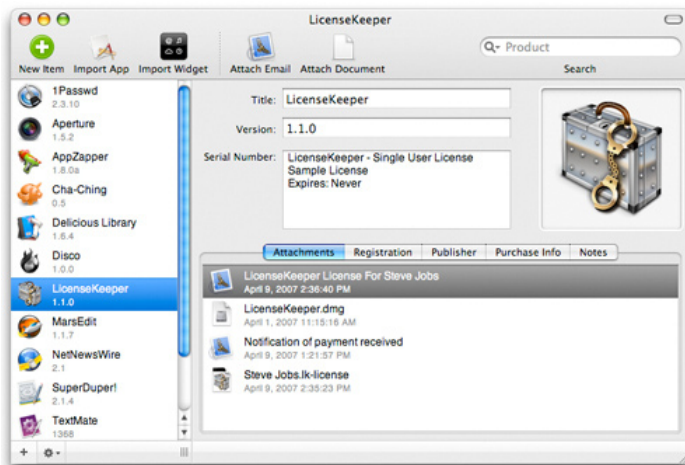 LicenseKeeper
New Item Import App Import Widget Attach Email Attach Document
Product
Search
1Passwd
2.3.10
Aperture
1.5.2
AppZapper
1.8.0a
Cha-Ching
0.5
Delicious Library
1.6.4
Disco
1.0.0
LicenseKeeper
1.1.0
MarsEdit
1.1.7
NetNewsWire
2.1
SuperDuper!
2.1.4
TextMate
1368
Title: LicenseKeeper
Version: 1.1.0
Serial Number: LicenseKeeper - Single User License
Sample License
Expires: Never
Attachments Registration Publisher Purchase Info Notes
LicenseKeeper License For Steve Jobs
April 9, 2007 2:36:40 PM
LicenseKeeper.dmg
April 1, 2007 11:15:16 AM
Notification of payment received
April 9, 2007 1:21:57 PM
Steve Jobs.lk-license
April 9, 2007 2:35:23 PM